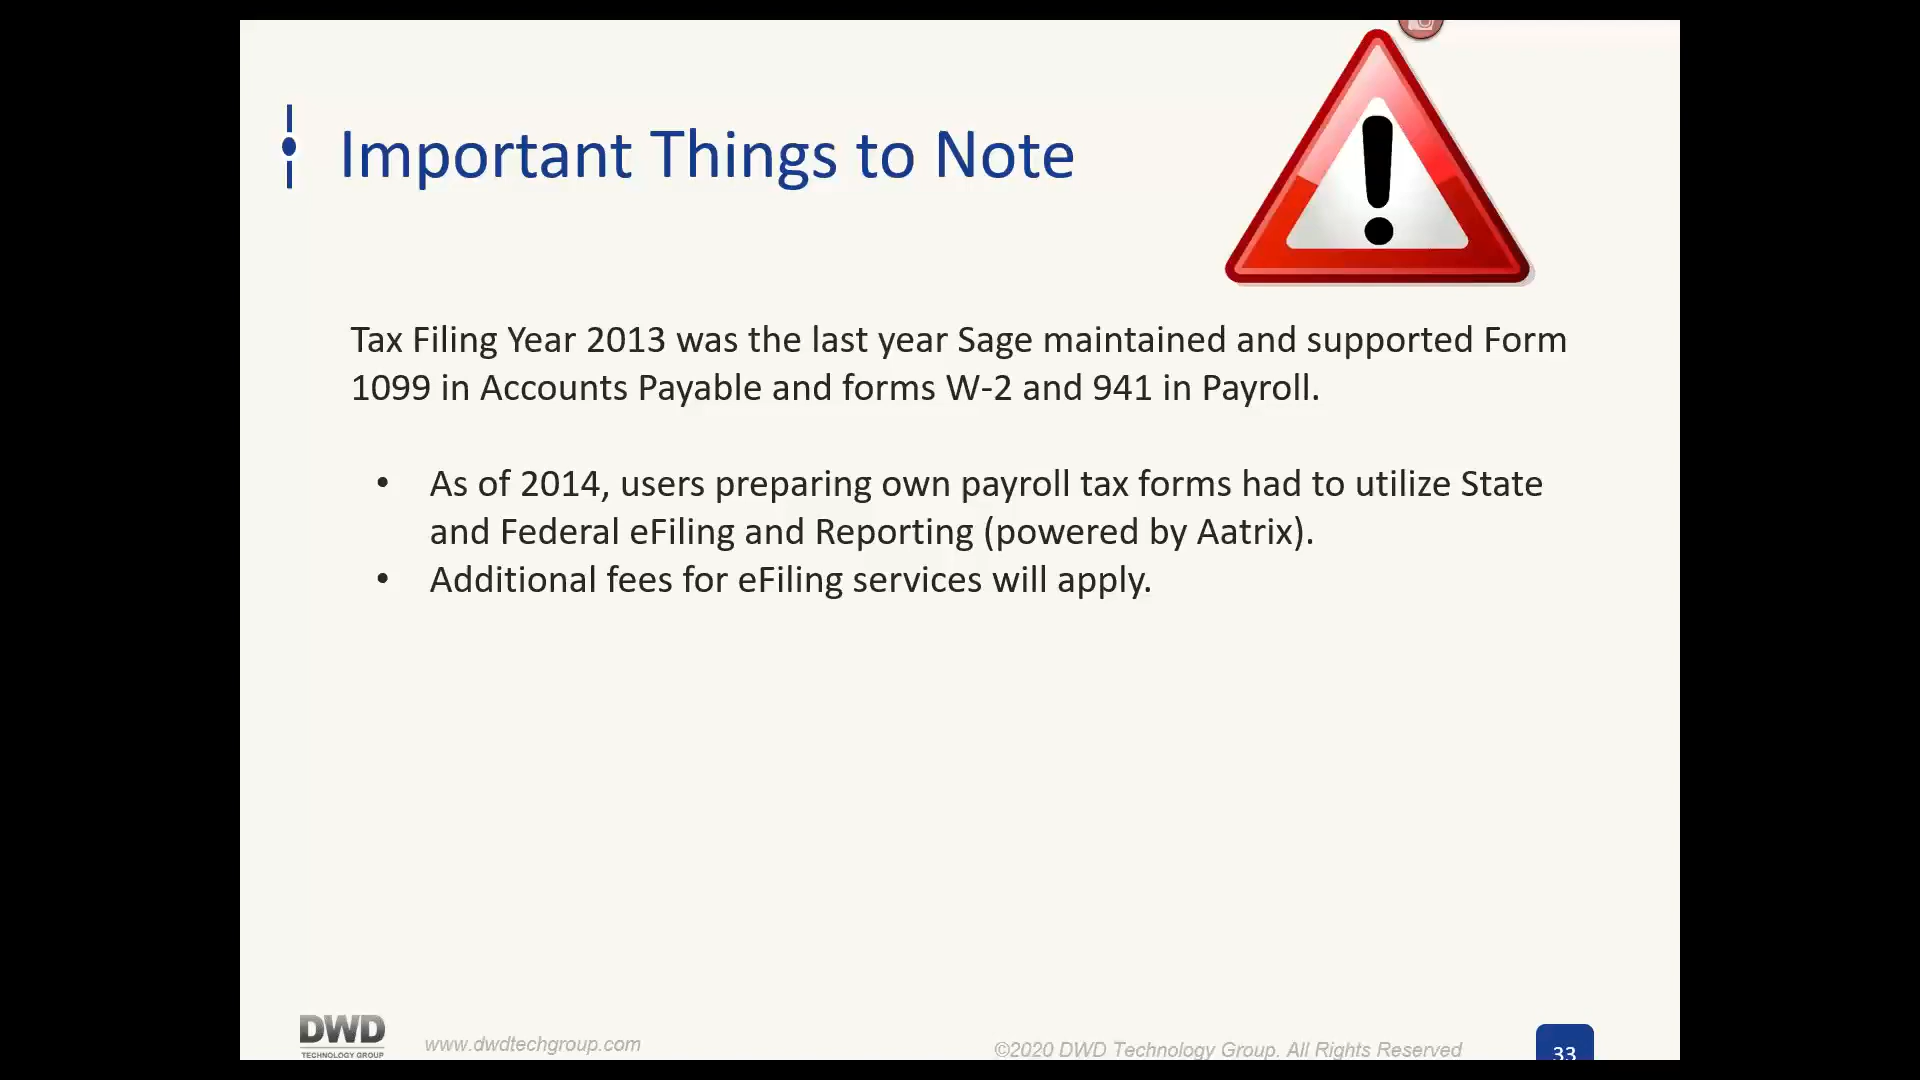 Important Things to Note
Tax Filing Year 2013 was the last year Sage maintained and supported Form
1099 in Accounts Payable and forms W-2 and 941 in Payroll.
• As of 2014, users preparing own payroll tax forms had to utilize State
and Federal eFiling and Reporting (powered by Aatrix).
• Additional fees for eFiling services will apply.
DWD
TECHNOLOGY GROUP
www.dwdtechgroup.com
©2020 DWD Technology Group. All Rights Reserved
33